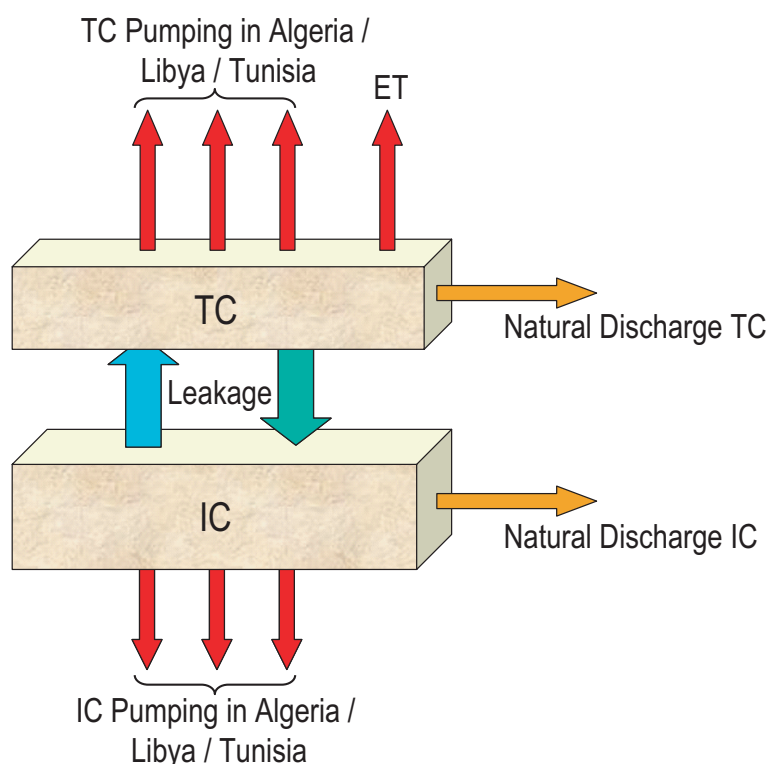 TC Pumping in Algeria /
Libya / Tunisia
ET
TC
Natural Discharge TC
Leakage
IC
Natural Discharge IC
IC Pumping in Algeria /
Libya / Tunisia